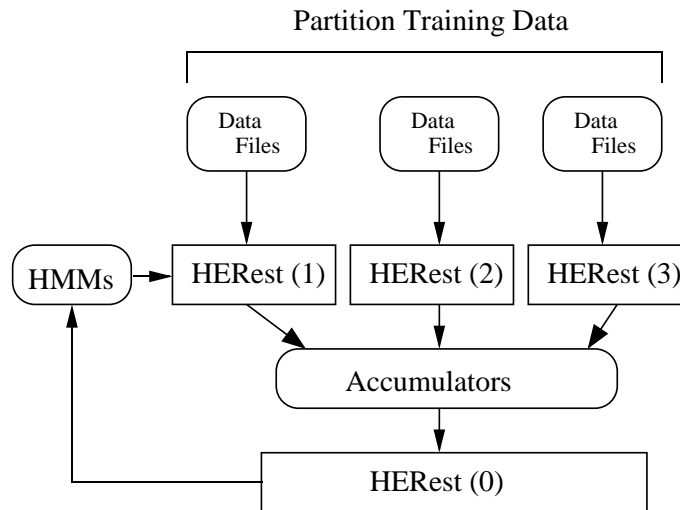 Partition Training Data
Data
Files
Data
Files
Data
Files
HMMs
HERest (1)
HERest (2)
HERest (3)
Accumulators
HERest (0)